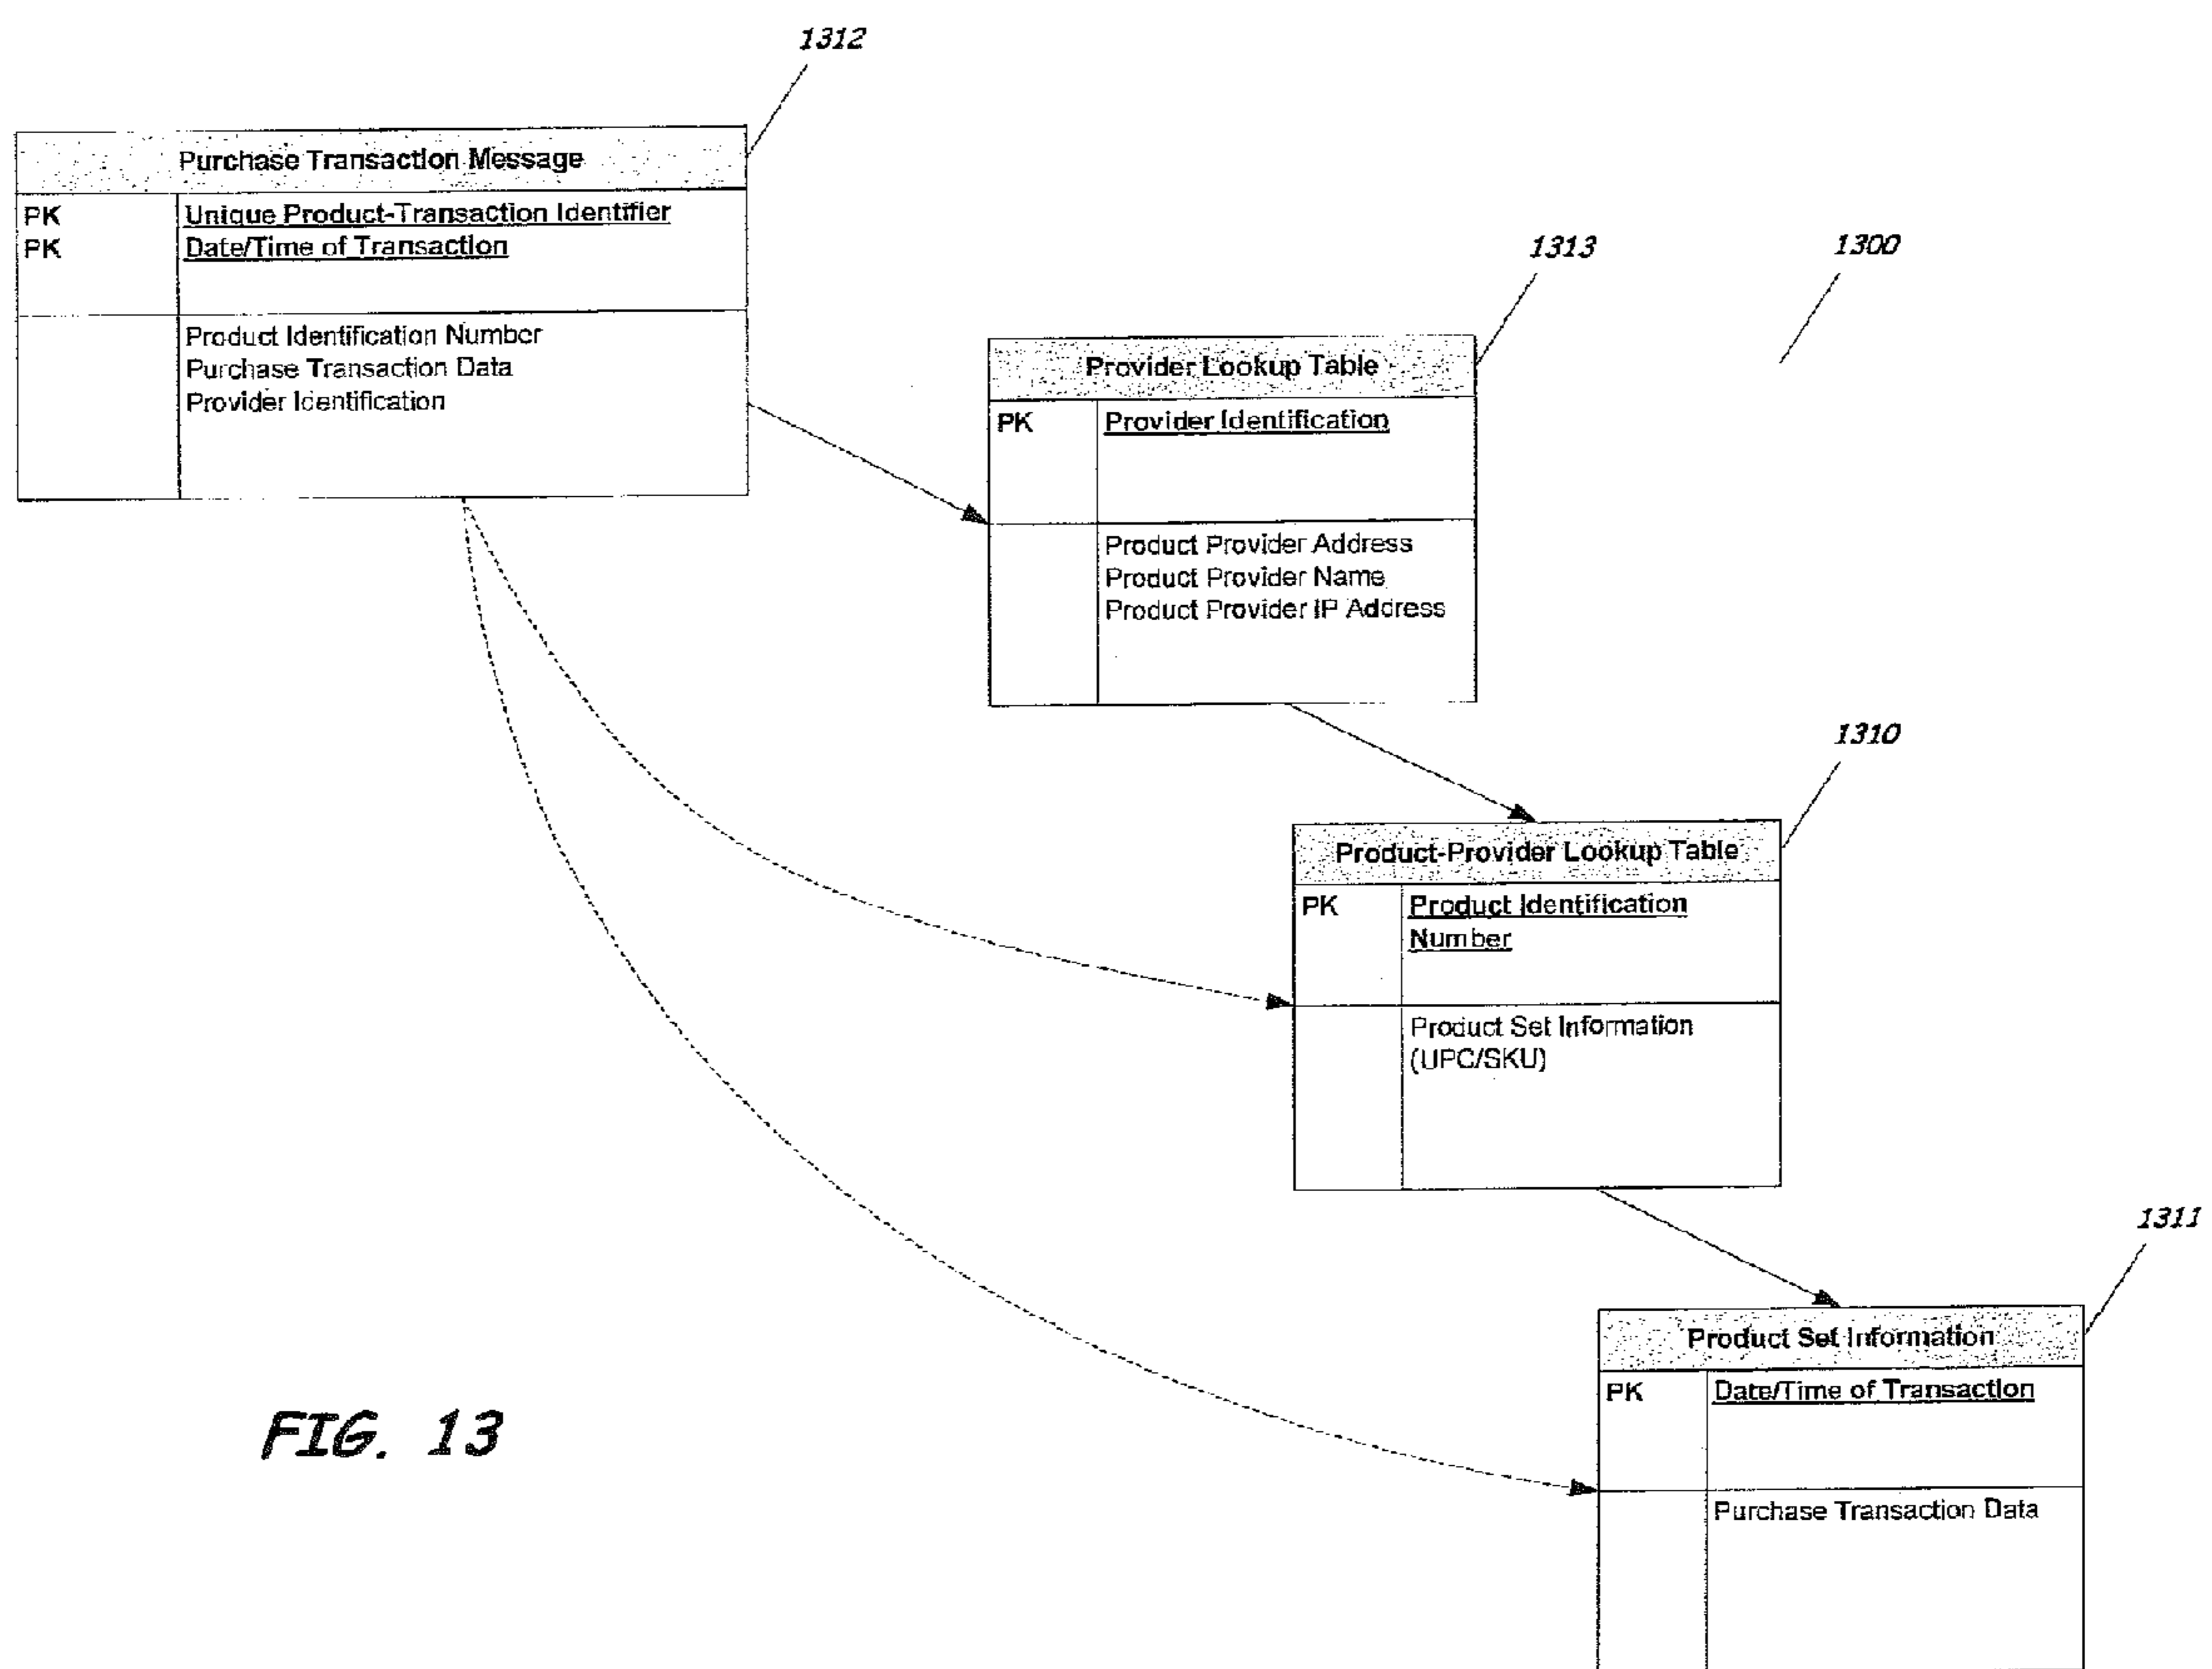 1312
Purchase Transaction Message
PK Unique Product-Transaction Identifier
PK Date/Time of Transaction
Product Identification Number
Purchase Transaction Data
Provider Identification
1313
1300
Provider Lookup Table
PK Provider Identification
Product Provider Address
Product Provider Name
Product Provider IP Address
1310
Product-Provider Lookup Table
PK Product Identification
Number
Product Set Information
(UPC/SKU)
1311
Product Set Information
PK Date/Time of Transaction
Purchase Transaction Data
FIG. 13